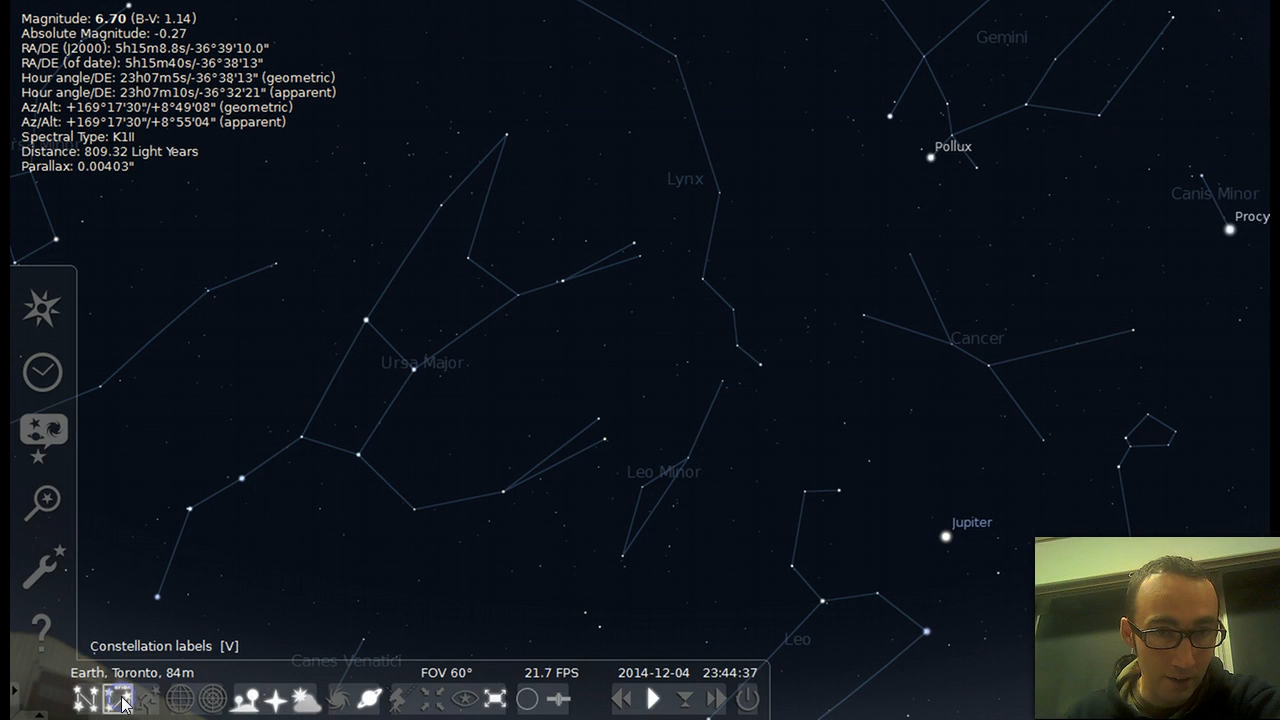 Magnitude: 6.70 (B-V: 1.14)
Absolute Magnitude: -0.27
RA/DE (J2000): 5h15m8.8s/-36°39'10.0"
RA/DE (of date): 5h15m40s/-36°38'13"
Hour angle/DE: 23h07m5s/-36°38'13" (geometric)
Hour angle/DE: 23h07m10s/-36°32'21" (apparent)
Az/Alt: +169°17'30"/+8°49'08" (geometric)
Az/Alt: +169°17'30"/+8°55'04" (apparent)
Spectral Type: K1II
Distance: 809.32 Light Years
Parallax: 0.00403"
Gemini
Pollux
Lynx
Canis Minor
Procy
Cancer
Ursa Major
Leo Minor
Jupiter
Leo
Constellation labels [V]
Canes Venatici
Earth, Toronto, 84m FOV 60° 21.7 FPS 2014-12-04 23:44:37